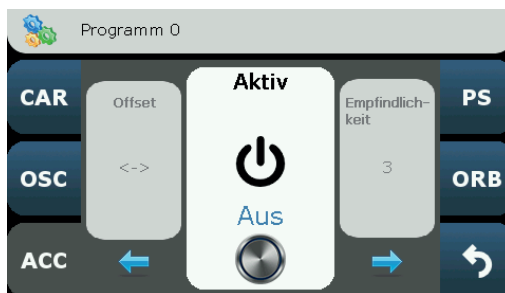 Programm 0
CAR
OSC
ACC
Offset
<->
Aktiv
Aus
Empfindlich-
keit
3
PS
ORB